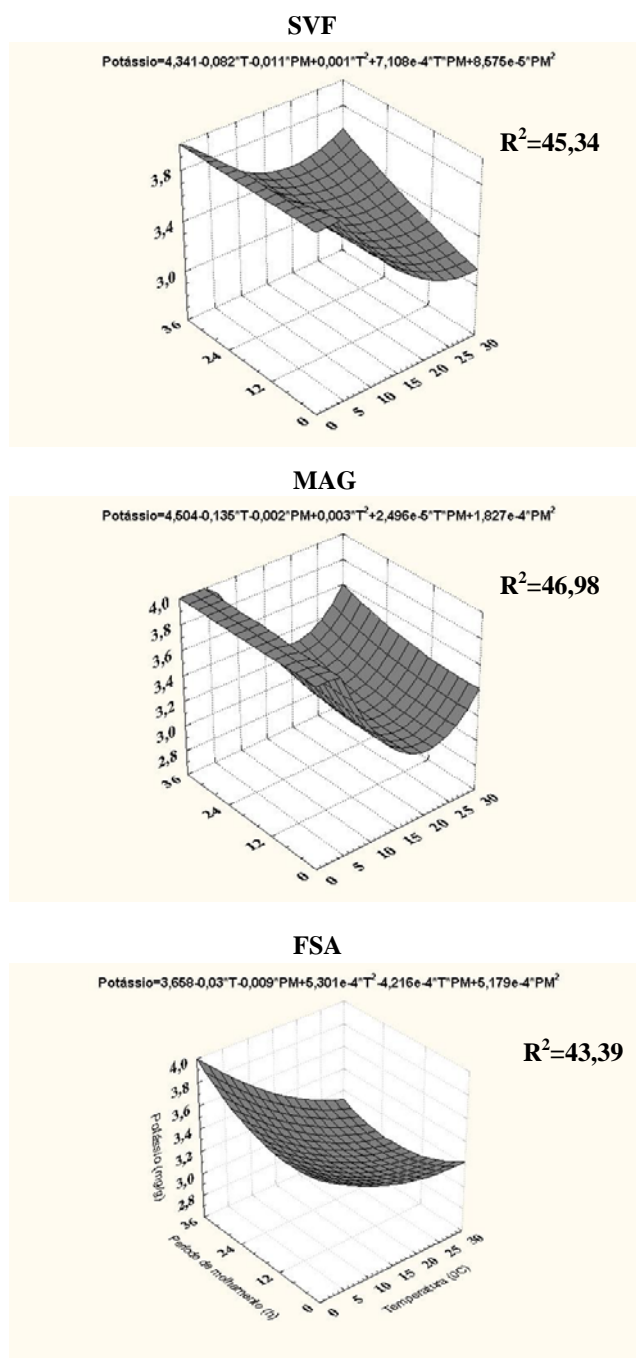 SVF
Potássio=4,341-0,082*T-0,011*PM+0,001*T²+7,108e-4*T*PM+8,575e-5*PM²
R²=45,34
3,8
3,4
3,0
36
24
12
0
0 5 10 15 20 25 30
MAG
Potássio=4,504-0,135*T-0,002*PM+0,003*T²+2,496e-5*T*PM+1,827e-4*PM²
R²=46,98
4,0
3,8
3,6
3,4
3,2
3,0
2,8
36
24
12
0
0 5 10 15 20 25 30
FSA
Potássio=3,658-0,03*T-0,009*PM+5,301e-4*T²-4,216e-4*T*PM+5,179e-4*PM²
R²=43,39
4,0
3,8
3,6
3,4
3,2
3,0
2,8
36
24
12
0
0 5 10 15 20 25 30
Potássio (mg/g)
Período de molhamento (h)
Temperatura (0C)